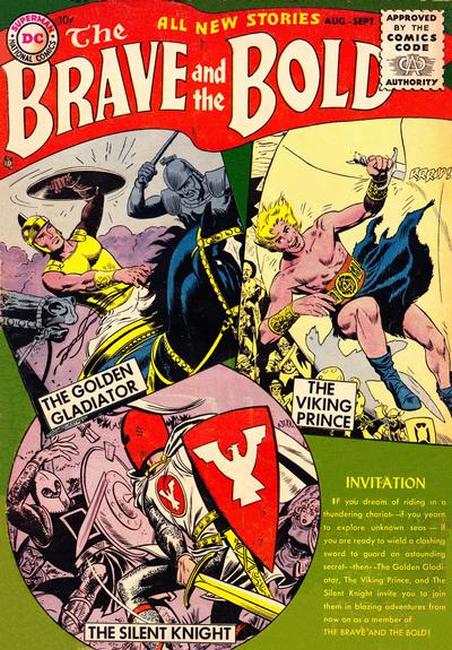 SUPERMAN
DC
NATIONAL COMICS
10¢
ALL NEW STORIES
AUG.-SEPT.
APPROVED
BY THE
COMICS
CODE
CA
AUTHORITY
The
BRAVE and the BOLD
RRRIP!
THE GOLDEN
GLADIATOR
THE
VIKING
PRINCE
INVITATION
IF you dream of riding in a
thundering chariot--if you yearn
to explore unknown seas — if
you are ready to wield a clashing
sword to guard an astounding
secret--then--The Golden Gladi-
ator, The Viking Prince, and The
Silent Knight invite you to join
them in blazing adventures from
now on as a member of
THE BRAVE AND THE BOLD!
THE SILENT KNIGHT